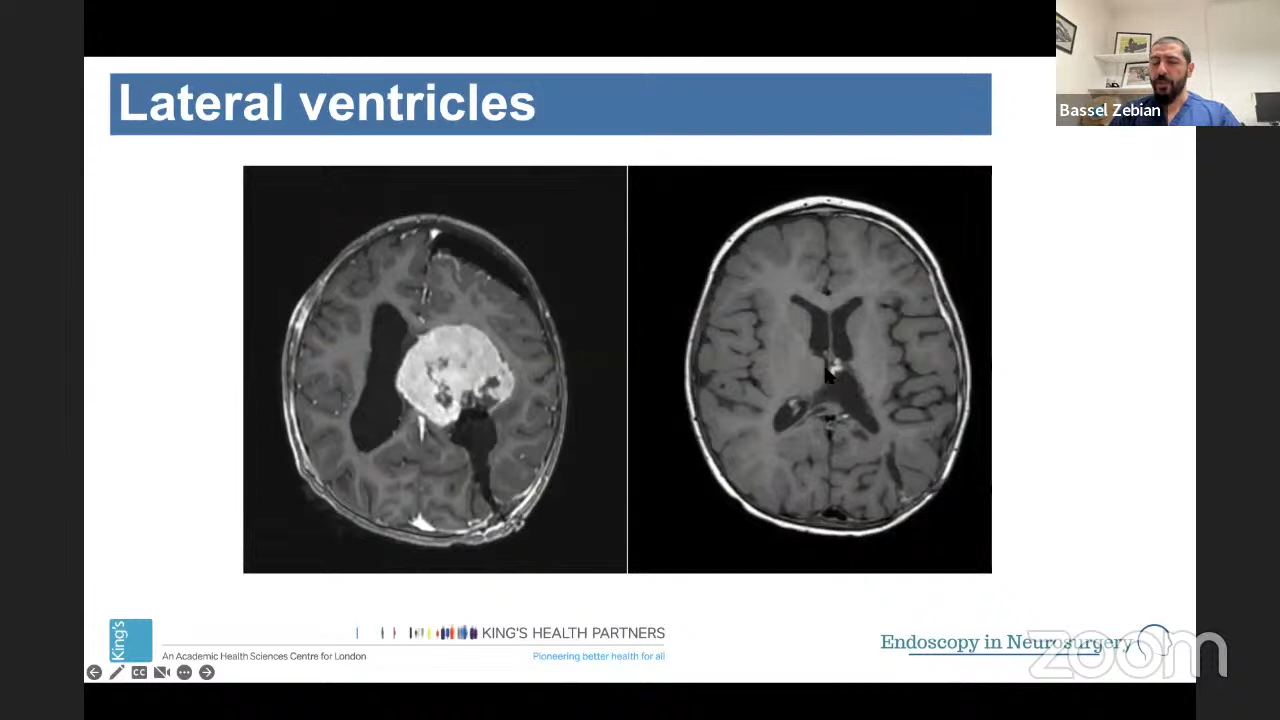 Lateral ventricles
Bassel Zebian
King's
KING'S HEALTH PARTNERS
An Academic Health Sciences Centre for London
Pioneering better health for all
Endoscopy in Neurosurgery
CC
zoom